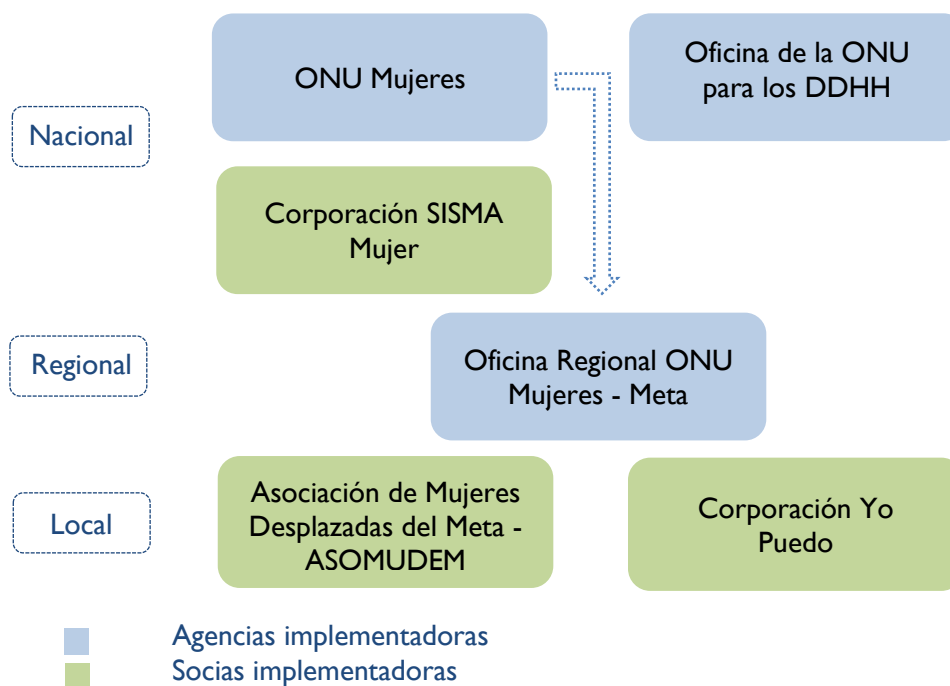 ONU Mujeres
Oficina de la ONU
para los DDHH
Nacional
Corporación SISMA
Mujer
Regional
Oficina Regional ONU
Mujeres - Meta
Local
Asociación de Mujeres
Desplazadas del Meta -
ASOMUDEM
Corporación Yo
Puedo
Agencias implementadoras
Socias implementadoras